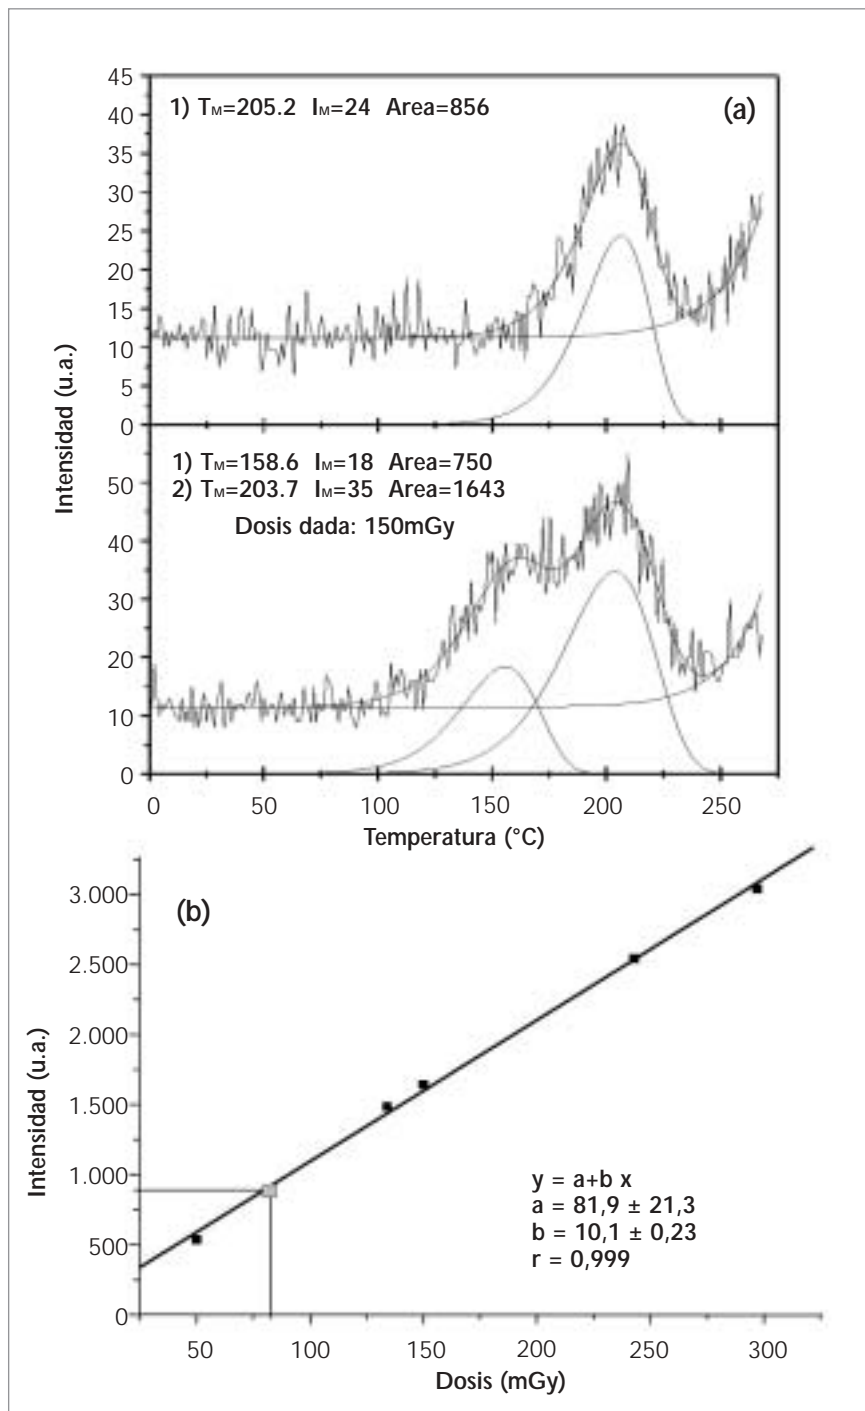 45
40
35
30
25
20
15
10
5
0
1) TM=205.2 IM=24 Area=856
(a)
Intensidad (u.a.)
50
40
30
20
10
0
1) TM=158.6 IM=18 Area=750
2) TM=203.7 IM=35 Area=1643
Dosis dada: 150mGy
0 50 100 150 200 250
Temperatura (°C)
(b)
3.000
2.500
2.000
1.500
1.000
500
0
Intensidad (u.a.)
y = a+b x
a = 81,9 ± 21,3
b = 10,1 ± 0,23
r = 0,999
50 100 150 200 250 300
Dosis (mGy)